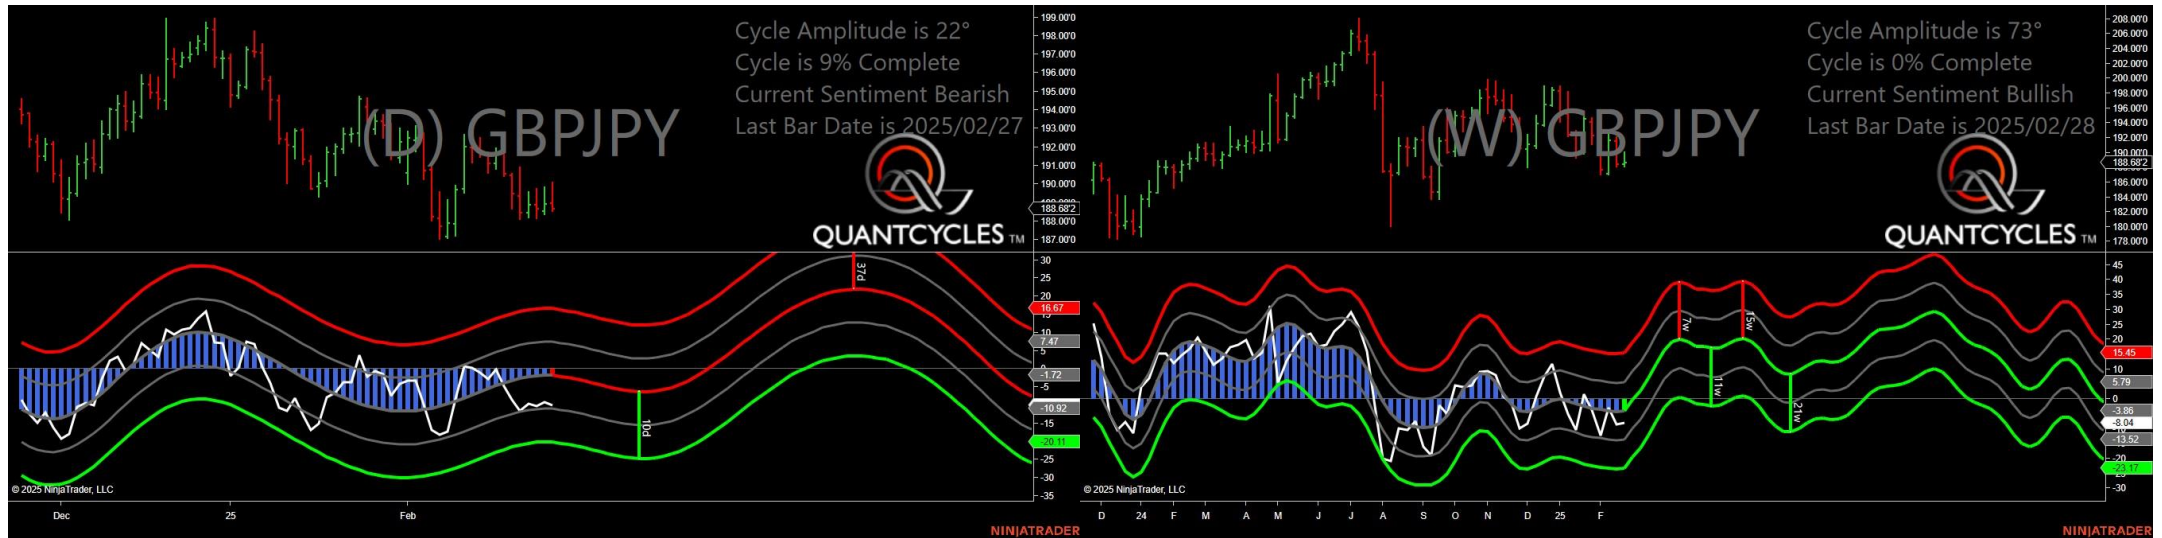 Cycle Amplitude is 22°
Cycle is 9% Complete
Current Sentiment Bearish
Last Bar Date is 2025/02/27
(D) GBPJPY
QUANTCYCLES TM
199.00'0
198.00'0
197.00'0
196.00'0
195.00'0
194.00'0
193.00'0
192.00'0
191.00'0
190.00'0
188.68'2
188.00'0
187.00'0
37d
10d
30
25
20
16.67
10
7.47
5
0
-1.72
-5
-10.92
-15
-20.11
-25
-30
-35
© 2025 NinjaTrader, LLC
Dec
25
Feb
NINJATRADER
Cycle Amplitude is 73°
Cycle is 0% Complete
Current Sentiment Bullish
Last Bar Date is 2025/02/28
(W) GBPJPY
QUANTCYCLES TM
208.00'0
206.00'0
204.00'0
202.00'0
200.00'0
198.00'0
196.00'0
194.00'0
192.00'0
190.00'0
188.68'2
186.00'0
184.00'0
182.00'0
180.00'0
178.00'0
7w
15w
11w
21w
45
40
35
30
25
20
15.45
10
5.79
0
-3.86
-8.04
-13.52
-20
-23.17
-30
© 2025 NinjaTrader, LLC
D 24 F M A M J J A S O N D 25 F
NINJATRADER